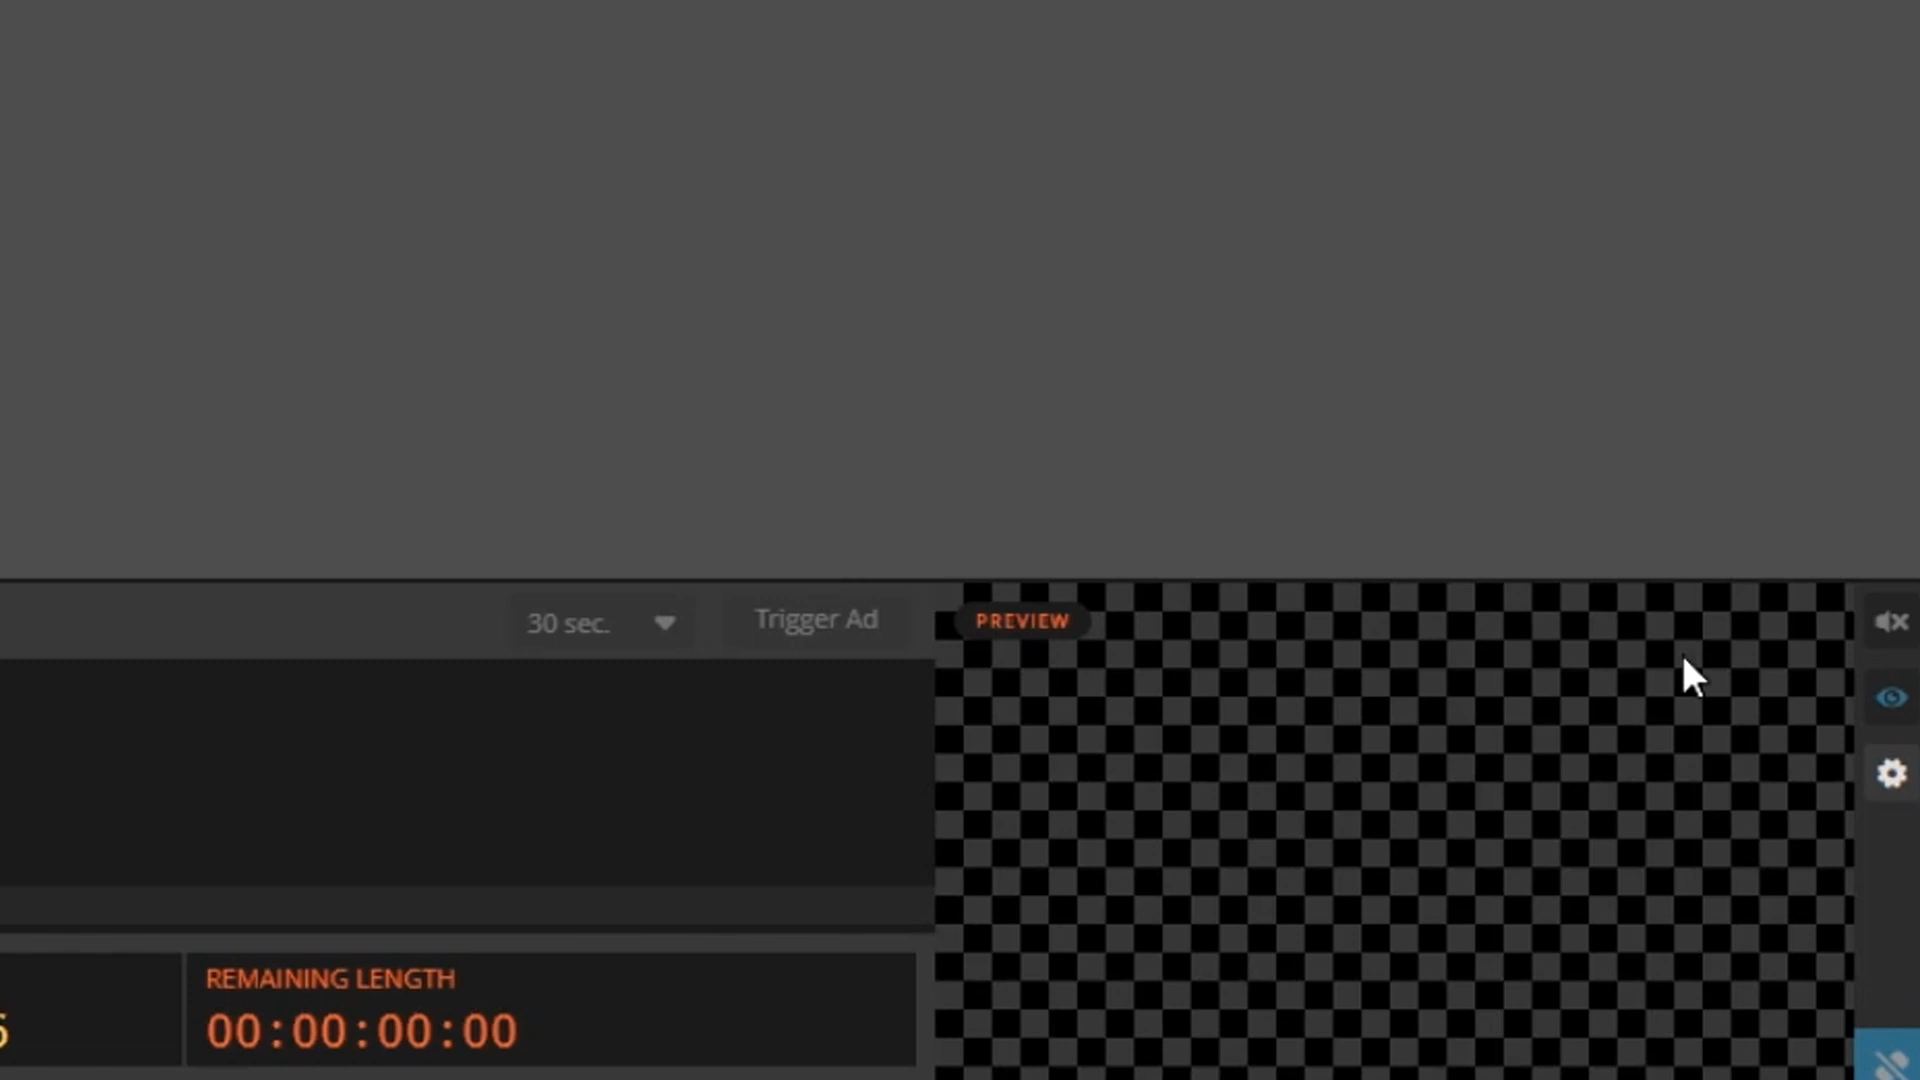 30 sec.
Trigger Ad
PREVIEW
REMAINING LENGTH
00:00:00:00